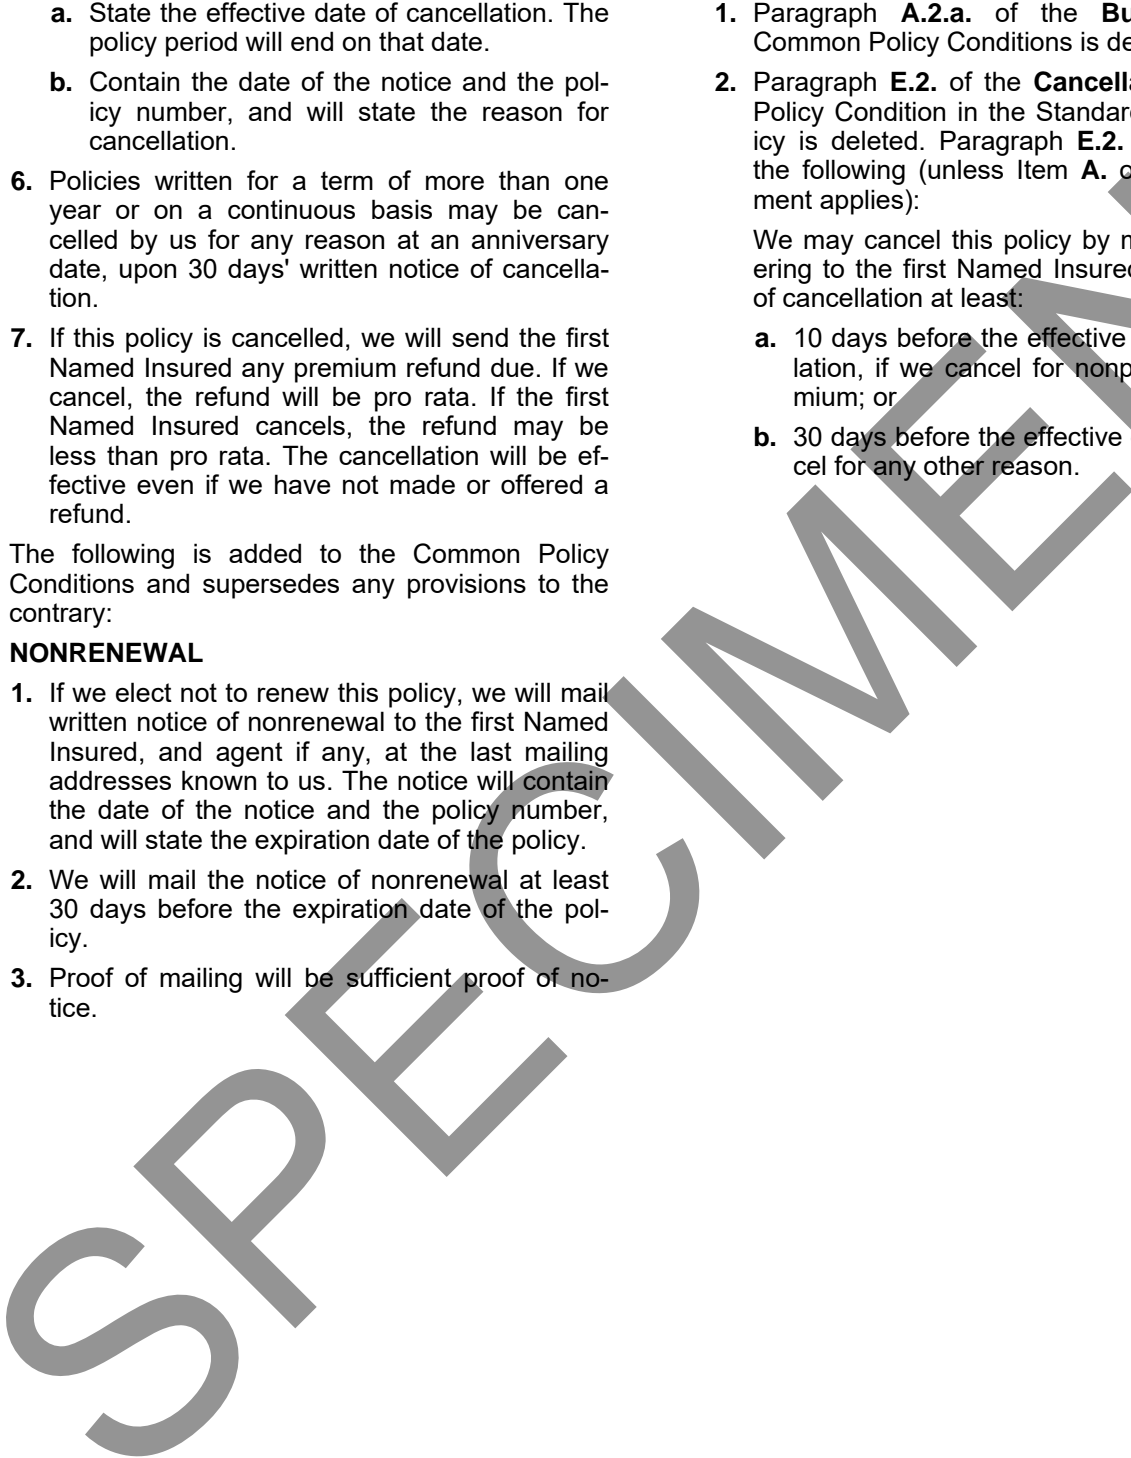 a. State the effective date of cancellation. The
policy period will end on that date.
b. Contain the date of the notice and the pol-
icy number, and will state the reason for
cancellation.
6. Policies written for a term of more than one
year or on a continuous basis may be can-
celled by us for any reason at an anniversary
date, upon 30 days' written notice of cancella-
tion.
7. If this policy is cancelled, we will send the first
Named Insured any premium refund due. If we
cancel, the refund will be pro rata. If the first
Named Insured cancels, the refund may be
less than pro rata. The cancellation will be ef-
fective even if we have not made or offered a
refund.
The following is added to the Common Policy
Conditions and supersedes any provisions to the
contrary:
NONRENEWAL
1. If we elect not to renew this policy, we will mail
written notice of nonrenewal to the first Named
Insured, and agent if any, at the last mailing
addresses known to us. The notice will contain
the date of the notice and the policy number,
and will state the expiration date of the policy.
2. We will mail the notice of nonrenewal at least
30 days before the expiration date of the pol-
icy.
3. Proof of mailing will be sufficient proof of no-
tice.
1. Paragraph A.2.a. of the
Common Policy Conditions is
2. Paragraph E.2. of the
Policy Condition in the
icy is deleted. Paragraph E.2.
the following (unless Item A.
ment applies):
We may cancel this policy by
ering to the first Named
of cancellation at least:
a. 10 days before the effective
lation, if we cancel for
mium; or
b. 30 days before the effective
cel for any other reason.
SPECIMEN